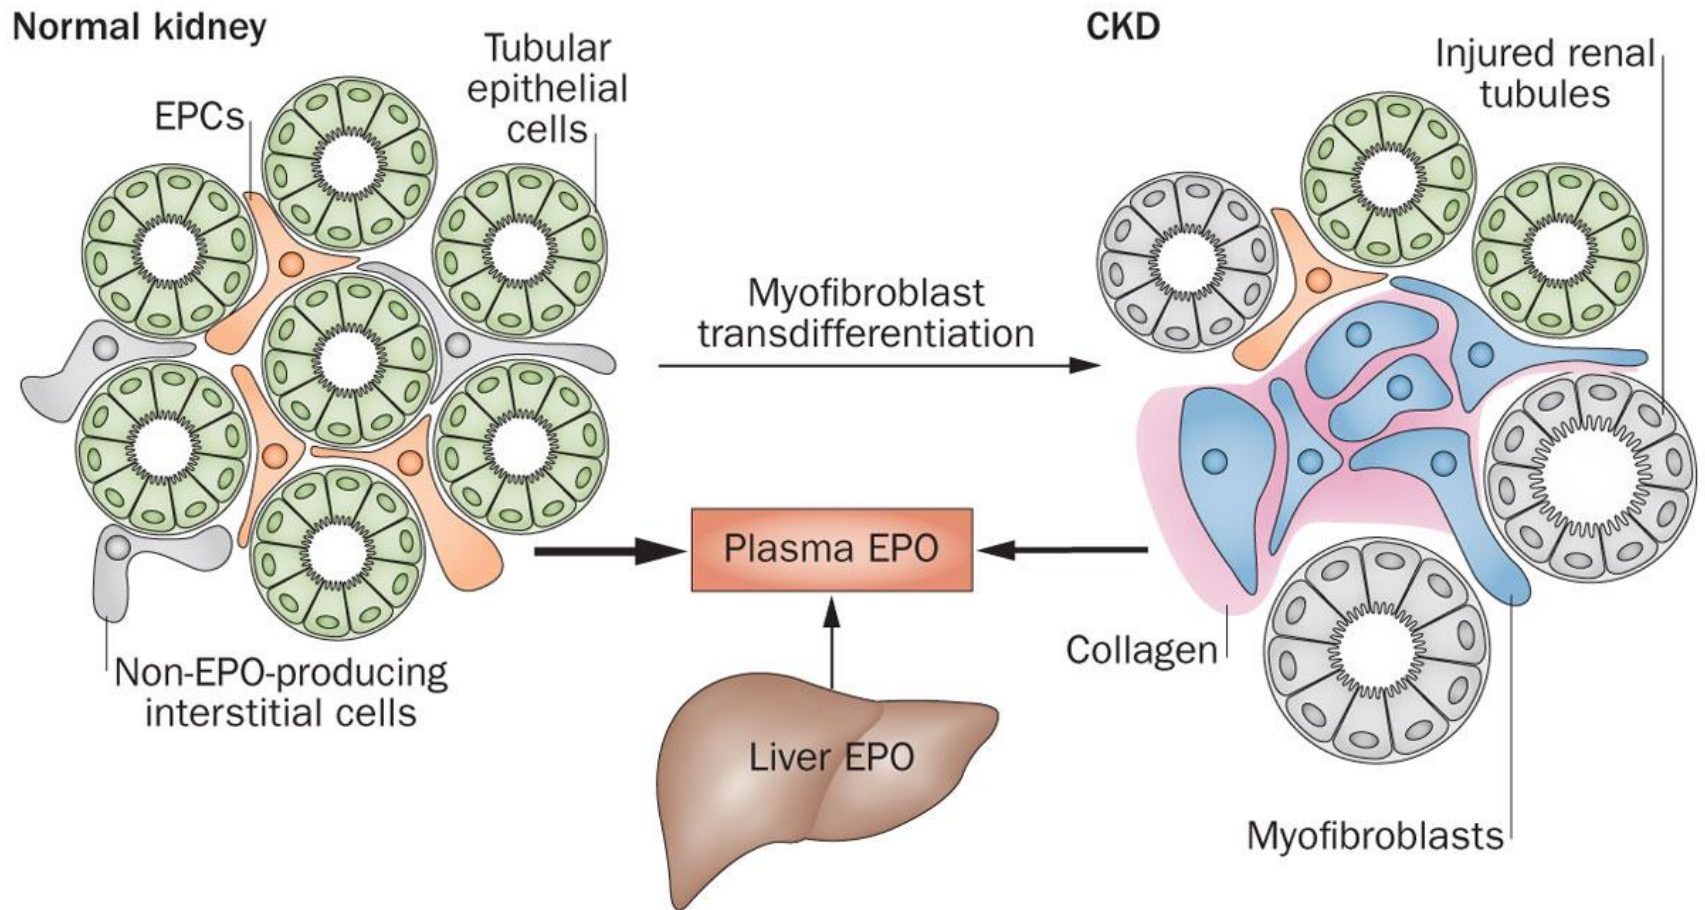 Normal kidney
CKD
Tubular
epithelial
cells
EPCs
Injured renal
tubules
Myofibroblast
transdifferentiation
Plasma EPO
Collagen
Non-EPO-producing
interstitial cells
Liver EPO
Myofibroblasts